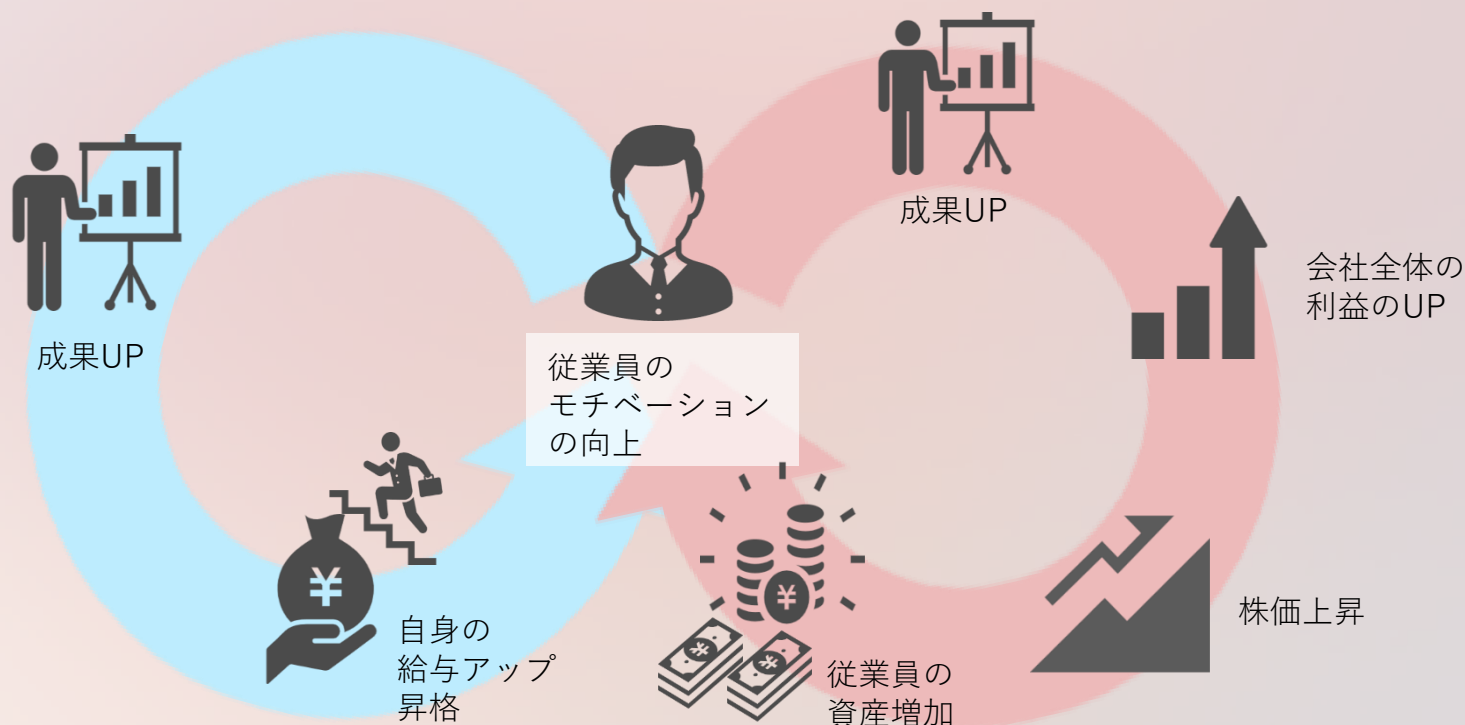 成果UP
従業員の
モチベーション
の向上
自身の
給与アップ
昇格
成果UP
会社全体の
利益のUP
株価上昇
従業員の
資産増加
¥
¥
¥
¥